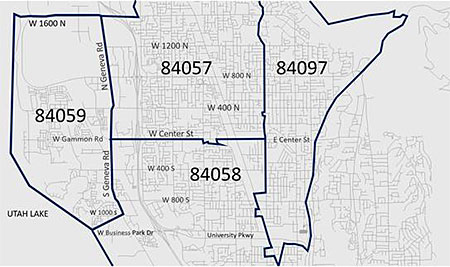 W 1600 N
N Geneva Rd
W 1200 N
84057
W 800 N
84097
W 400 N
84059
W Center St
E Center St
W Gammon Rd
S Geneva Rd
W 400 S
84058
W 800 S
UTAH LAKE
W 1000 S
W Business Park Dr
University Pkwy